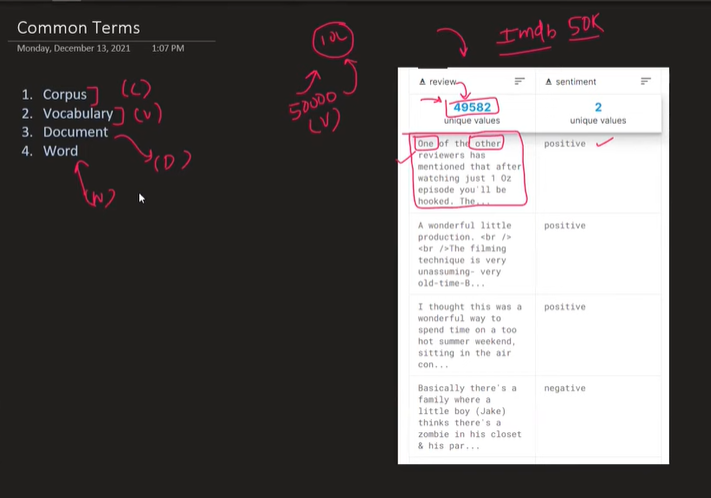 Common Terms
Monday, December 13, 2021 1:07 PM
1. Corpus (C)
2. Vocabulary (V)
3. Document (D)
4. Word (W)
10L
50000
(V)
Imdb 50K
review sentiment
49582 2
unique values unique values
One of the other positive
reviewers has
mentioned that after
watching just 1 Oz
episode you'll be
hooked. The...
A wonderful little positive
production. <br />
<br />The filming
technique is very
unassuming- very
old-time-B...
I thought this was a positive
wonderful way to
spend time on a too
hot summer weekend,
sitting in the air
con...
Basically there's a negative
family where a
little boy (Jake)
thinks there's a
zombie in his closet
& his par...